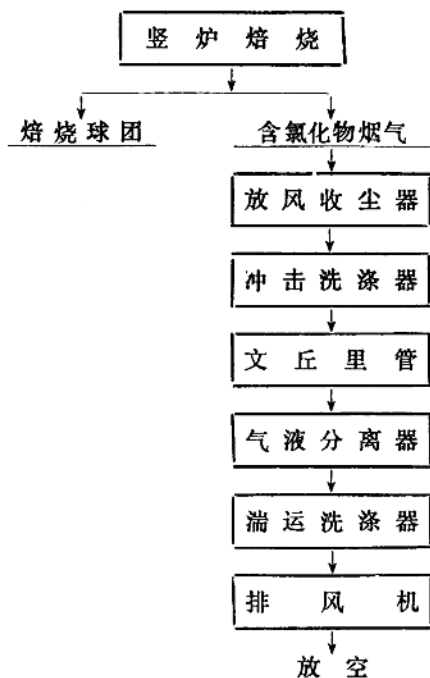 竖炉焙烧
焙烧球团 含氯化物烟气
放风收尘器
冲击洗涤器
文丘里管
气液分离器
湍运洗涤器
排风机
放空